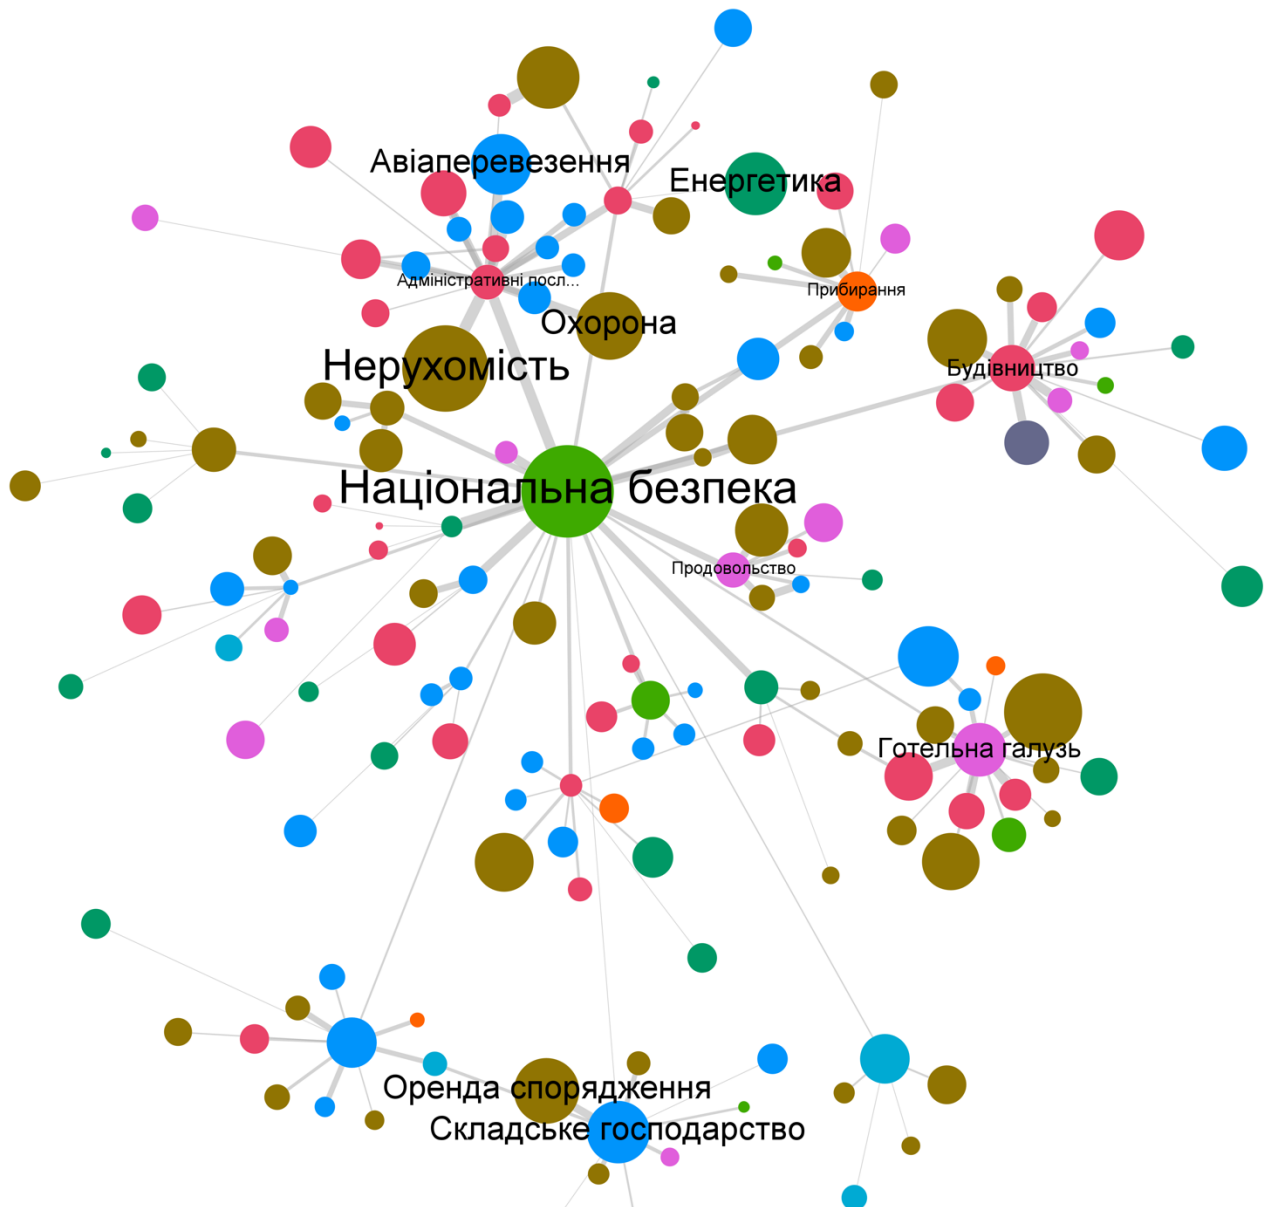 Авіаперевезення
Енергетика
Адміністративні посл...
Прибирання
Охорона
Нерухомість
Будівництво
Національна безпека
Продовольство
Готельна галузь
Оренда спорядження
Складське господарство